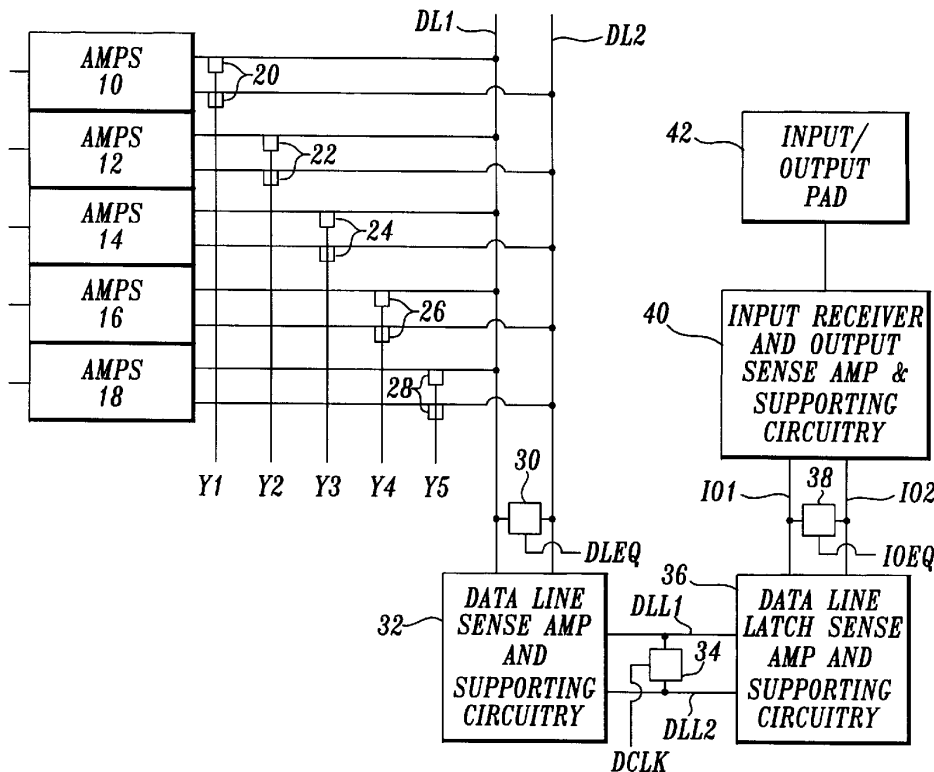 DL1
DL2
AMPS
10
20
AMPS
12
22
AMPS
14
24
AMPS
16
26
AMPS
18
28
Y1
Y2
Y3
Y4
Y5
42
INPUT/
OUTPUT
PAD
40
INPUT RECEIVER
AND OUTPUT
SENSE AMP &
SUPPORTING
CIRCUITRY
30
DLEQ
IO1
38
IO2
IOEQ
32
DATA LINE
SENSE AMP
AND
SUPPORTING
CIRCUITRY
DLL1
34
DLL2
DCLK
36
DATA LINE
LATCH SENSE
AMP AND
SUPPORTING
CIRCUITRY